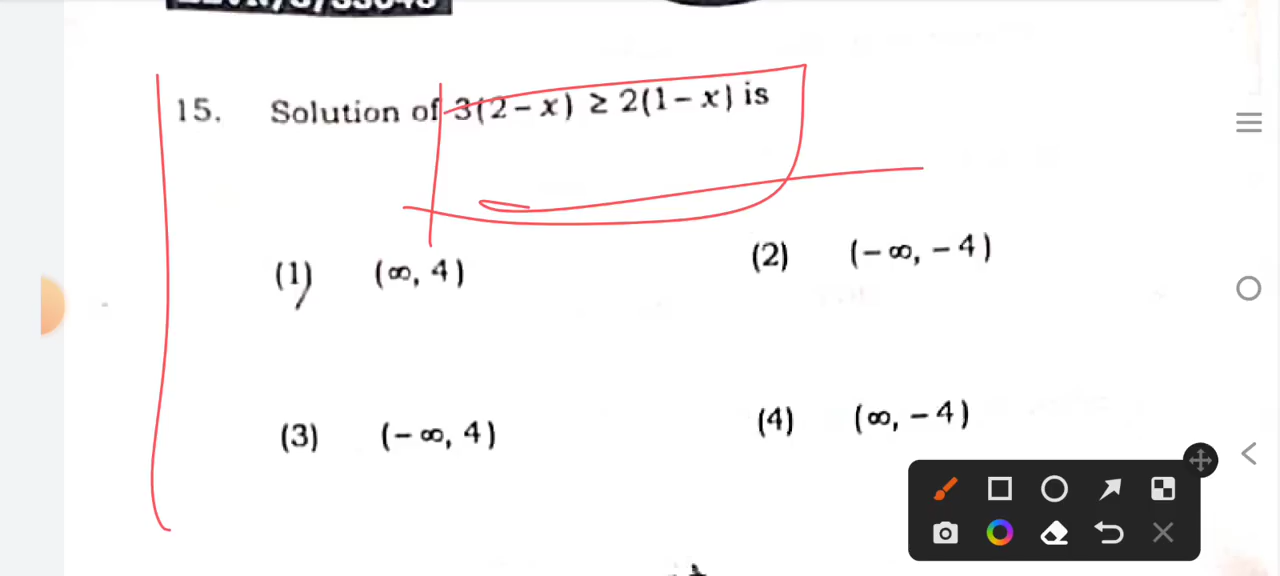 15. Solution of 3(2 – x) ≥ 2(1 – x) is
(1) (∞, 4) (2) (– ∞, – 4)
(3) (– ∞, 4) (4) (∞, – 4)